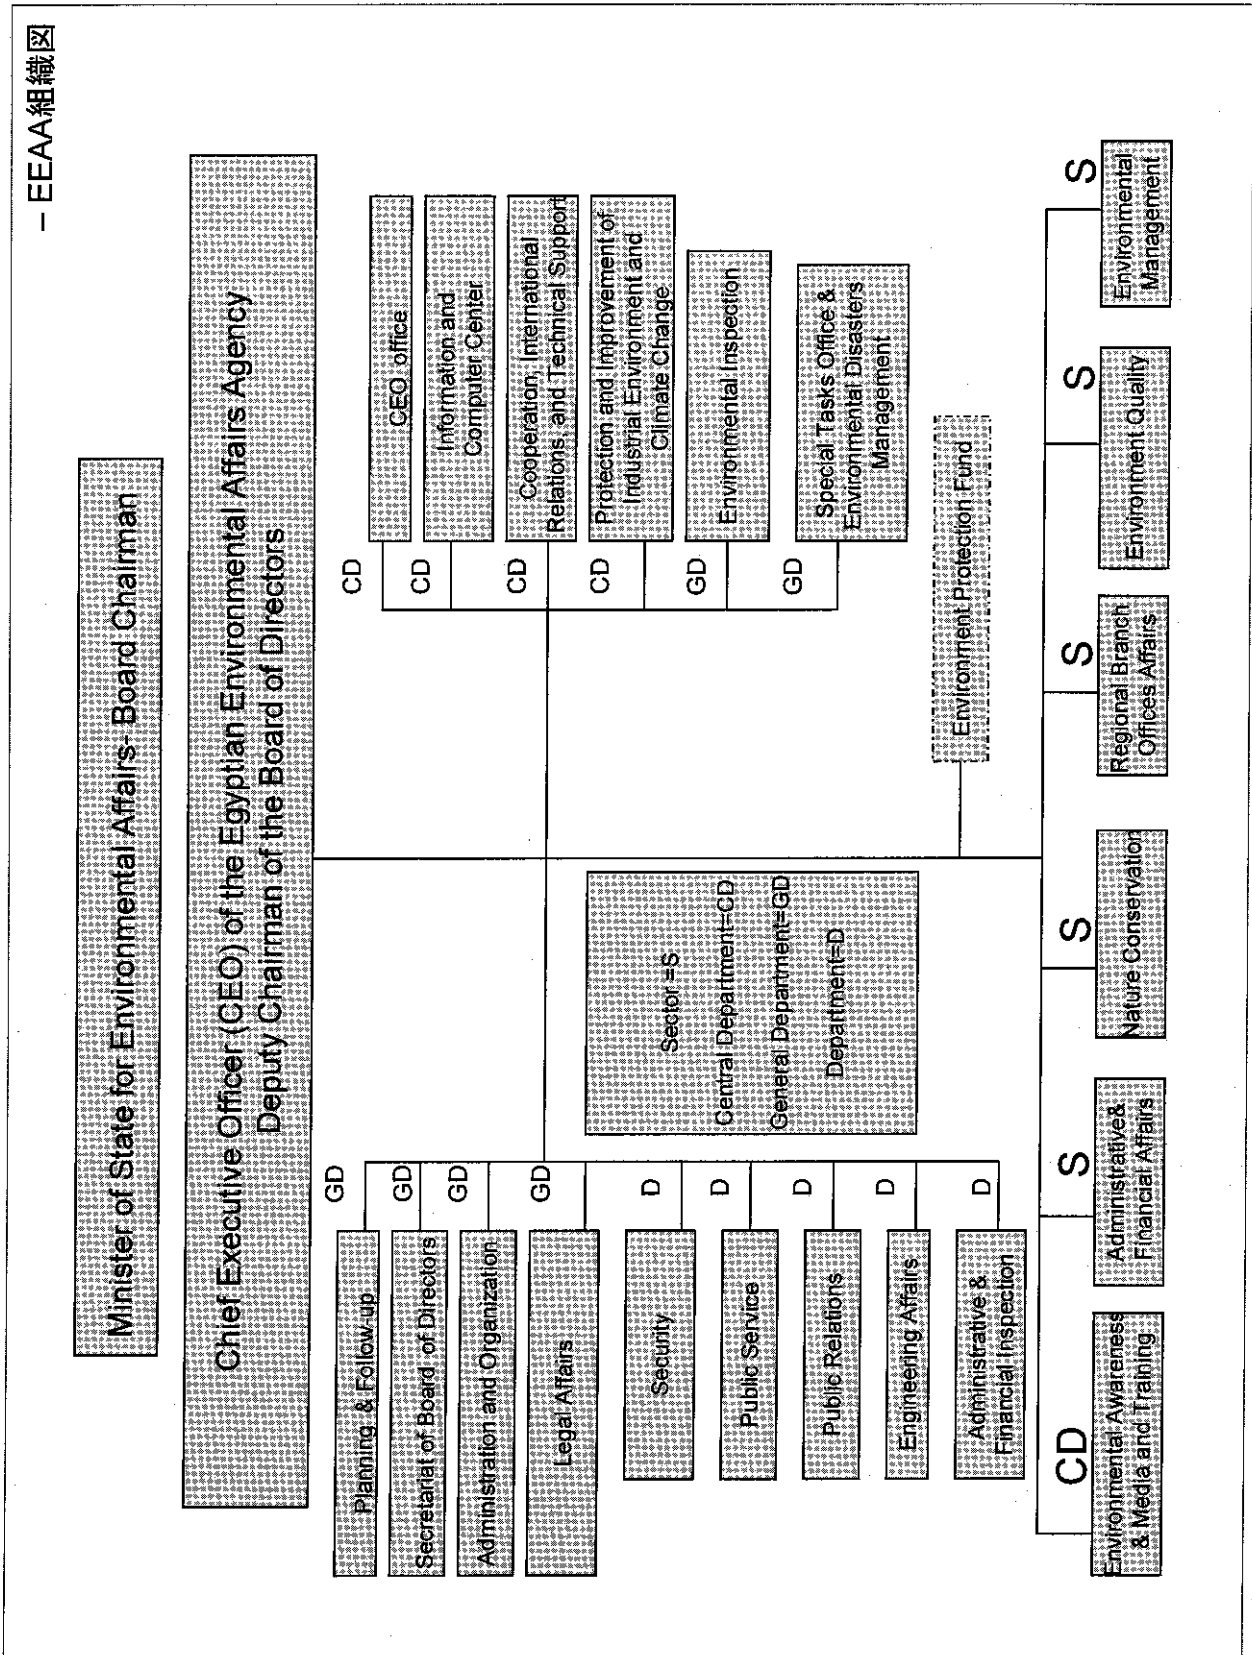 －EEAA組織図
Minister of State for Environmental Affairs- Board Chairman
Chief Executive Officer (CEO) of the Egyptian Environmental Affairs Agency
Deputy Chairman of the Board of Directors
GD
Planning & Follow-up
GD
Secretariat of Board of Directors
GD
Administration and Organization
GD
Legal Affairs
D
Security
D
Public Service
D
Public Relations
D
Engineering Affairs
D
Administrative &
Financial Inspection
Sector =S
Central Department=CD
General Department=GD
Department=D
CD
CEO office
CD
Information and
Computer Center
CD
Cooperation, International
Relations, and Technical Support
CD
Protection and Improvement of
Industrial Environment and
Climate Change
GD
Environmental Inspection
GD
Special Tasks Office &
Environmental Disasters
Management
Environment Protection Fund
CD
Environmental Awareness
& Media and Training
S
Administrative&
Financial Affairs
S
Nature Conservation
S
Regional Branch
Offices Affairs
S
Environment Quality
S
Environmental
Management